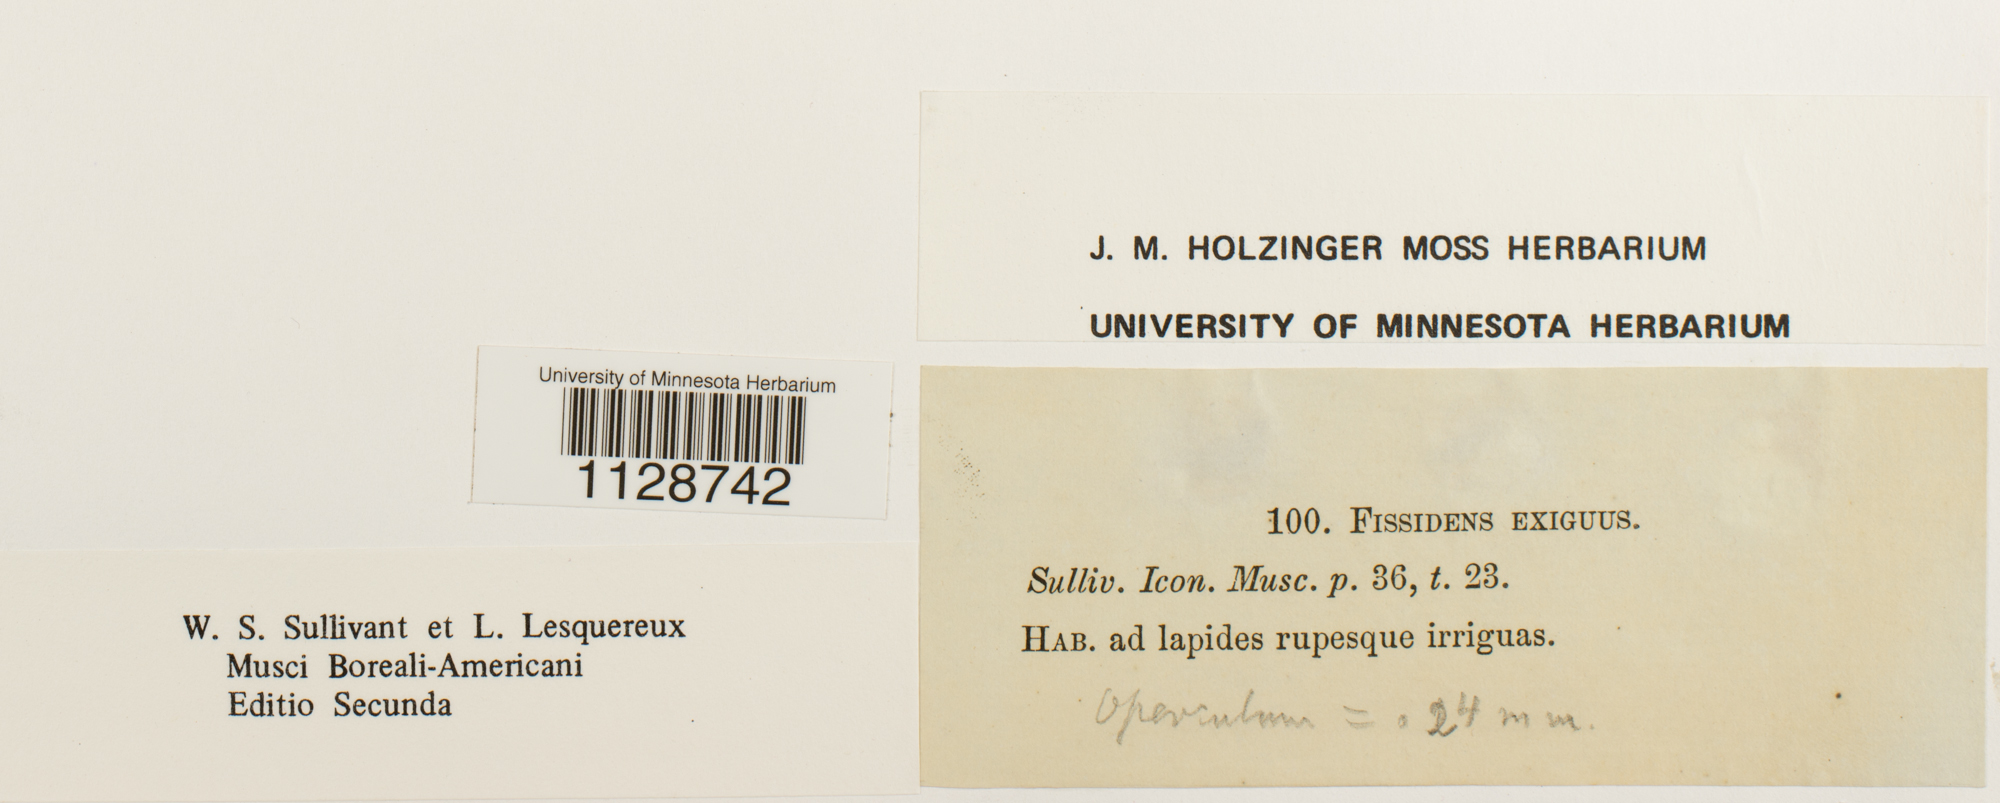 J. M. HOLZINGER MOSS HERBARIUM
UNIVERSITY OF MINNESOTA HERBARIUM
University of Minnesota Herbarium
1128742
W. S. Sullivant et L. Lesquereux
Musci Boreali-Americani
Editio Secunda
100. FISSIDENS EXIGUUS.
Sulliv. Icon. Musc. p. 36, t. 23.
HAB. ad lapides rupesque irriguas.
Operculum = .24 mm.